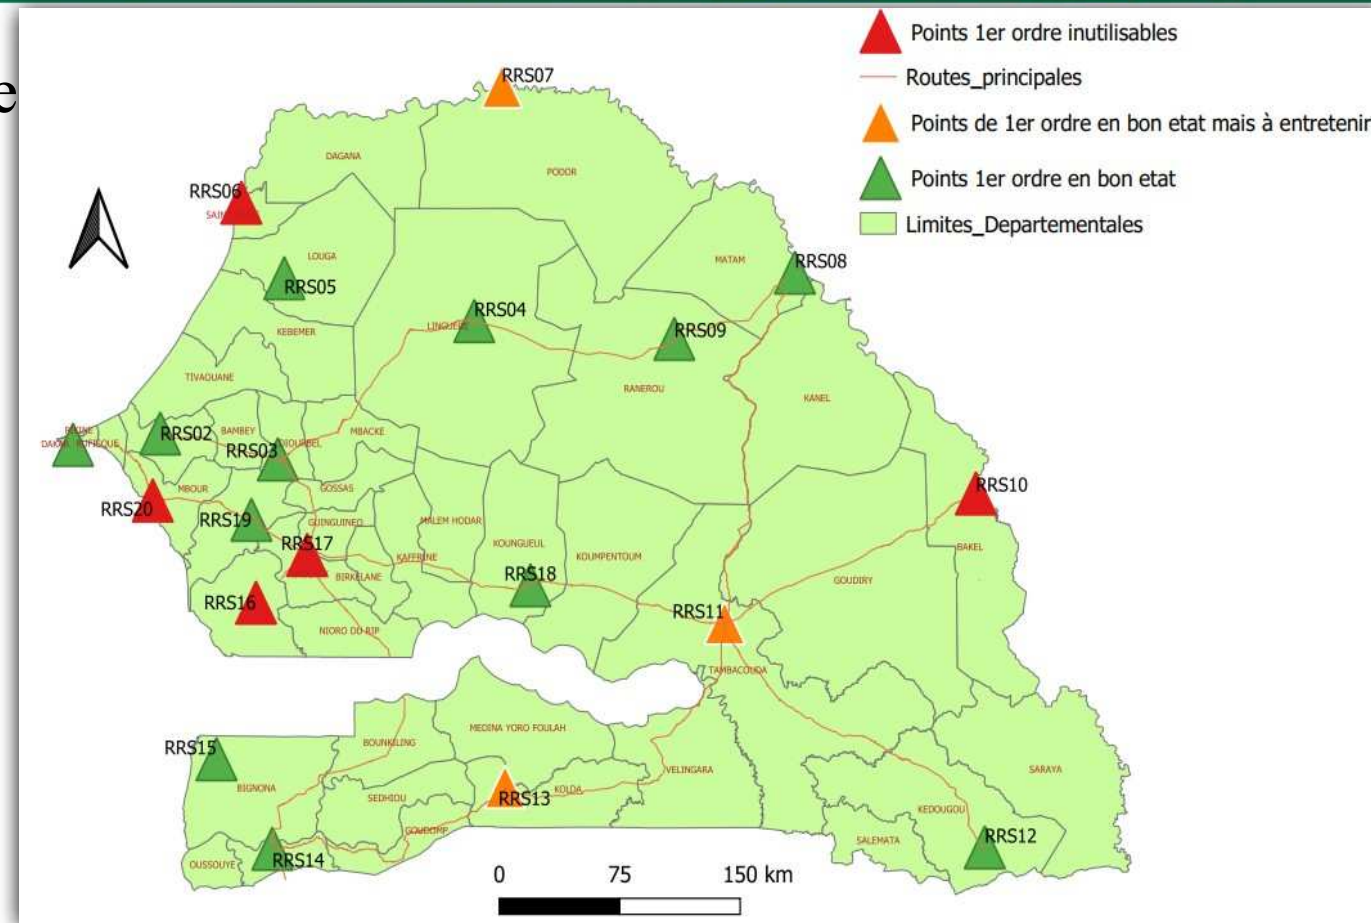 Points 1er ordre inutilisables
Routes_principales
Points de 1er ordre en bon etat mais à entretenir
Points 1er ordre en bon etat
Limites_Departementales
e
RRS07
DAGANA
PODOR
RRS06
LOUGA
MATAM
RRS08
RRS05
RRS04
LINGUERE
RRS09
KEBEMER
TIVAOUANE
RANEROU
KANEL
RRS02
BAMBEY
MBACKE
DAKAR
RUFISQUE
RRS03
DIOURBEL
MBOUR
GOSSAS
RRS10
RRS20
RRS19
GUINGUINEO
MALEM HODAR
RRS17
KOUNGUEUL
KOUMPENTOUM
BAKEL
KAFFRINE
BIRKELANE
RRS18
GOUDIRY
RRS16
RRS11
NIORO DU RIP
TAMBACOUDA
MEDINA YORO FOULAH
RRS15
BOUNKILING
VELINGARA
SARAYA
BIGNONA
SEDHIOU
RRS13
KOLDA
KEDOUGOU
GOUDOMP
RRS12
SALEMATA
OUSSOUYE
RRS14
0 75 150 km